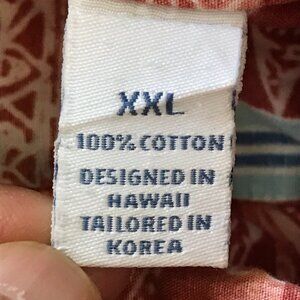 XXL
100% COTTON
DESIGNED IN
HAWAII
TAILORED IN
KOREA